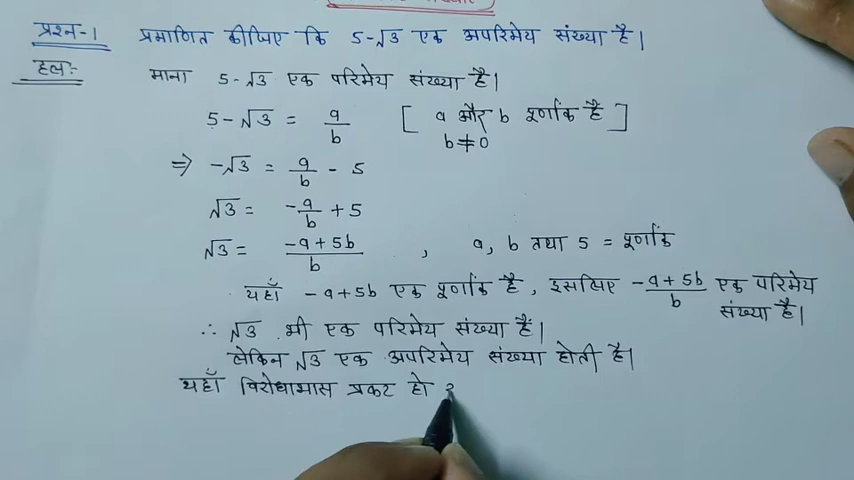 प्रश्न-1 प्रमाणित कीजिए कि 5-√3 एक अपरिमेय संख्या है।
हल:- माना 5-√3 एक परिमेय संख्या है।
5-√3 = a/b [ a और b पूर्णांक है ]
b≠0
⇒ -√3 = a/b - 5
√3 = -a/b + 5
√3 = (-a+5b)/b , a, b तथा 5 = पूर्णांक
यहाँ -a+5b एक पूर्णांक है, इसलिए (-a+5b)/b एक परिमेय
संख्या है।
∴ √3 भी एक परिमेय संख्या हैं।
लेकिन √3 एक अपरिमेय संख्या होती है।
यहाँ विरोधाभास प्रकट हो